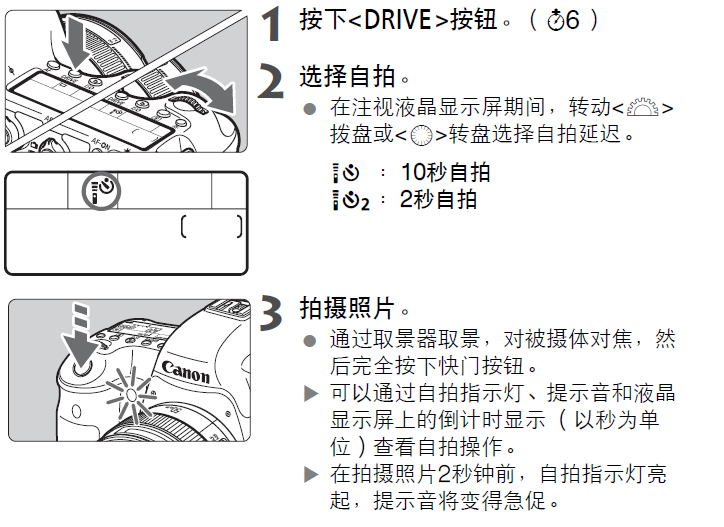 1 按下<DRIVE>按钮。（6）
2 选择自拍。
● 在注视液晶显示屏期间，转动< >
拨盘或< >转盘选择自拍延迟。
：10秒自拍
2：2秒自拍
AF-ON
3 拍摄照片。
● 通过取景器取景，对被摄体对焦，然
后完全按下快门按钮。
▶ 可以通过自拍指示灯、提示音和液晶
显示屏上的倒计时显示（以秒为单
位）查看自拍操作。
▶ 在拍摄照片2秒钟前，自拍指示灯亮
起，提示音将变得急促。
Canon